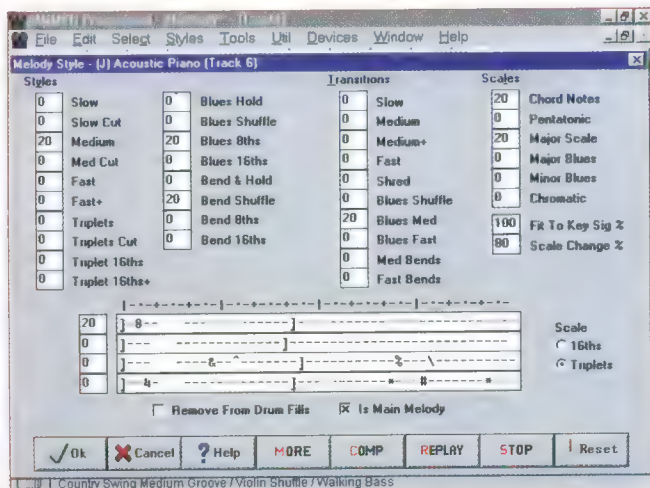 File Edit Select Styles Tools Util Devices Window Help
Melody Style - (J) Acoustic Piano (Track 6)
Styles Transitions Scales
0 Slow 0 Blues Hold 0 Slow 20 Chord Notes
0 Slow Cut 0 Blues Shuffle 0 Medium 0 Pentatonic
20 Medium 20 Blues 8ths 0 Medium+ 20 Major Scale
0 Med Cut 0 Blues 16ths 0 Fast 0 Major Blues
0 Fast 0 Bend & Hold 0 Shred 0 Minor Blues
0 Fast+ 20 Bend Shuffle 0 Blues Shuffle 0 Chromatic
0 Triplets 0 Bend 8ths 20 Blues Med 100 Fit To Key Sig %
0 Triplets Cut 0 Bend 16ths 0 Blues Fast 80 Scale Change %
0 Triplet 16ths 0 Med Bends
0 Triplet 16ths+ 0 Fast Bends
20
0
0
0
Scale
16ths
Triplets
Remove From Drum Fills Is Main Melody
Ok Cancel Help MORE COMP REPLAY STOP Reset
Country Swing Medium Groove / Violin Shuffle / Walking Bass